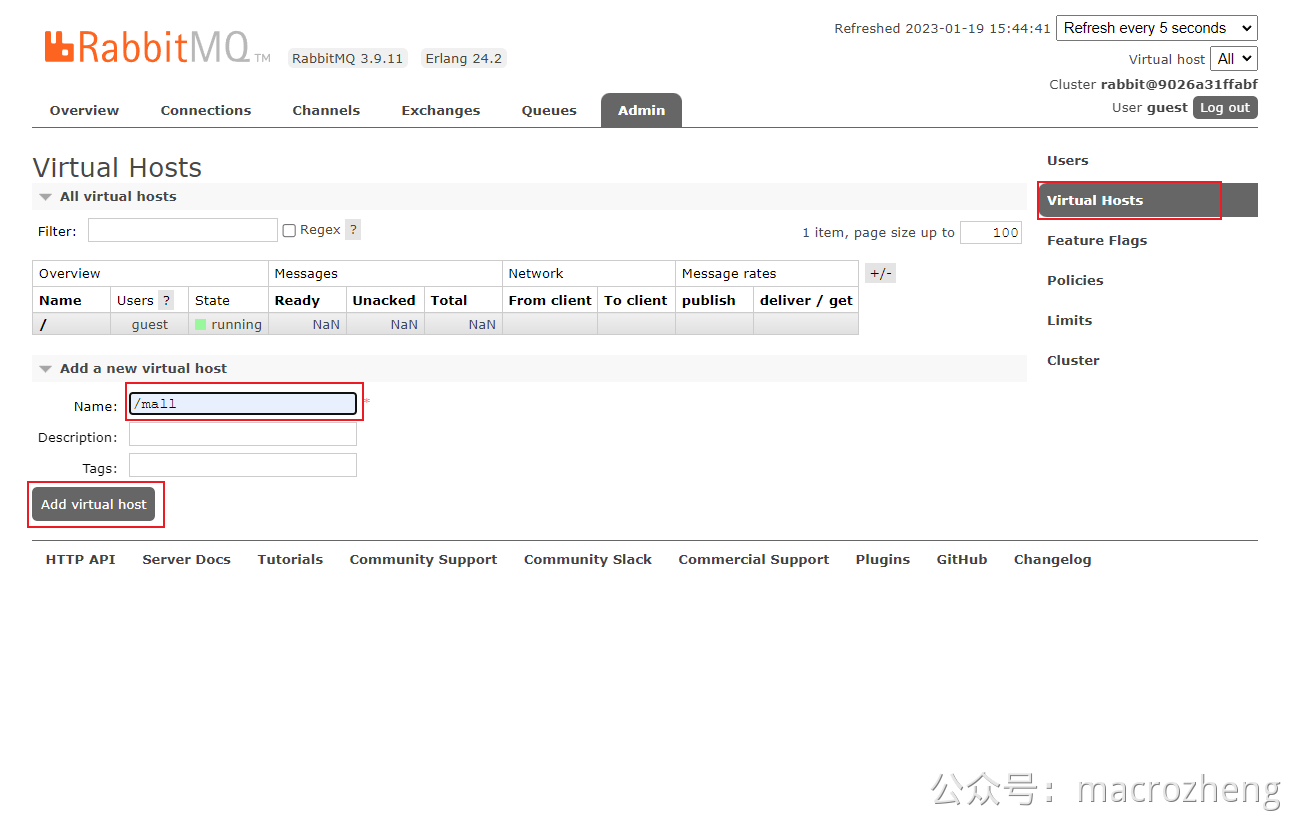 RabbitMQ TM RabbitMQ 3.9.11 Erlang 24.2
Refreshed 2023-01-19 15:44:41 Refresh every 5 seconds
Virtual host All
Cluster rabbit@9026a31ffabf
User guest Log out
Overview Connections Channels Exchanges Queues Admin
Virtual Hosts
All virtual hosts
Filter: Regex ? 1 item, page size up to 100
Overview Messages Network Message rates +/-
Name Users ? State Ready Unacked Total From client To client publish deliver / get
/ guest running NaN NaN NaN
Add a new virtual host
Name: /mall *
Description:
Tags:
Add virtual host
Users
Virtual Hosts
Feature Flags
Policies
Limits
Cluster
HTTP API Server Docs Tutorials Community Support Community Slack Commercial Support Plugins GitHub Changelog
公众号：macrozheng